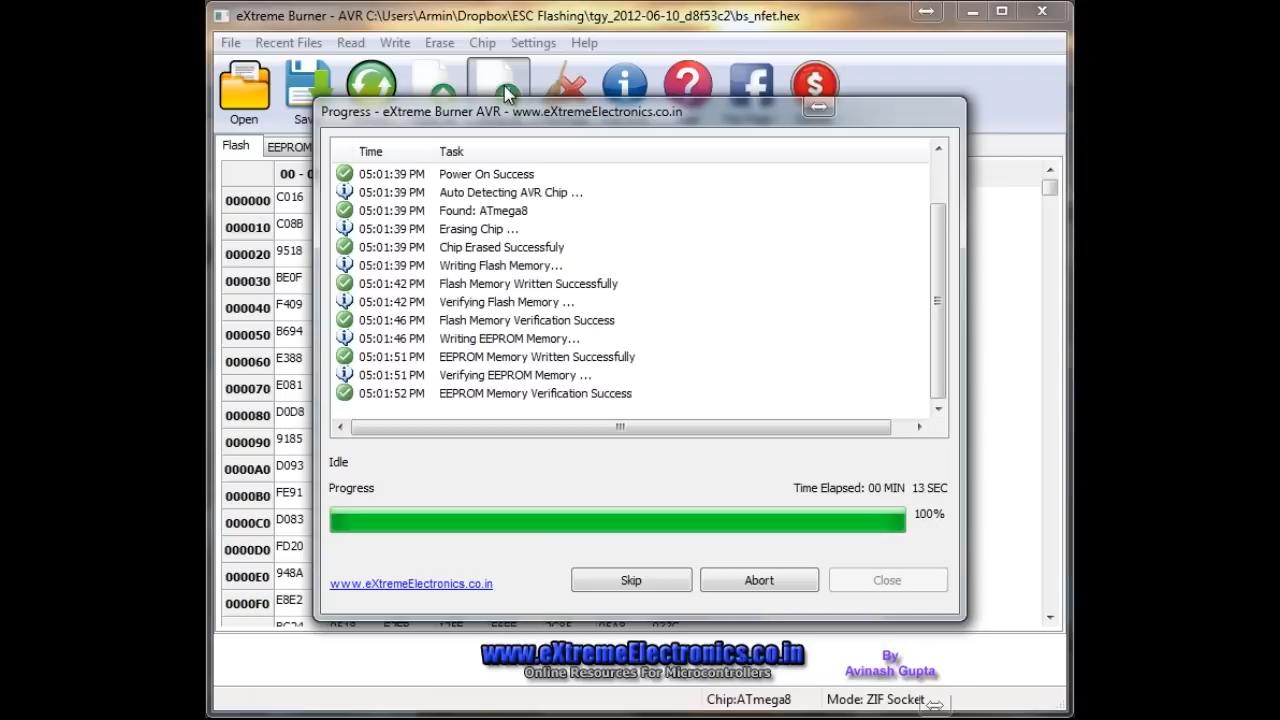 eXtreme Burner - AVR C:\Users\Armin\Dropbox\ESC Flashing\tgy_2012-06-10_d8f53c2\bs_nfet.hex
File Recent Files Read Write Erase Chip Settings Help
Open Sav
Progress - eXtreme Burner AVR - www.eXtremeElectronics.co.in
Flash EEPROM
Time Task
05:01:39 PM Power On Success
05:01:39 PM Auto Detecting AVR Chip ...
05:01:39 PM Found: ATmega8
05:01:39 PM Erasing Chip ...
05:01:39 PM Chip Erased Successfuly
05:01:39 PM Writing Flash Memory...
05:01:42 PM Flash Memory Written Successfully
05:01:42 PM Verifying Flash Memory ...
05:01:46 PM Flash Memory Verification Success
05:01:46 PM Writing EEPROM Memory...
05:01:51 PM EEPROM Memory Written Successfully
05:01:51 PM Verifying EEPROM Memory ...
05:01:52 PM EEPROM Memory Verification Success
Idle
Progress Time Elapsed: 00 MIN 13 SEC
100%
www.eXtremeElectronics.co.in Skip Abort Close
00 - 0
000000 C016
000010 C08B
000020 9518
000030 BE0F
000040 F409
000050 B694
000060 E388
000070 E081
000080 D0D8
000090 9185
0000A0 D093
0000B0 FE91
0000C0 D083
0000D0 FD20
0000E0 948A
0000F0 E8E2
www.eXtremeElectronics.co.in
Online Resources For Microcontrollers
By
Avinash Gupta
Chip:ATmega8 Mode: ZIF Socket